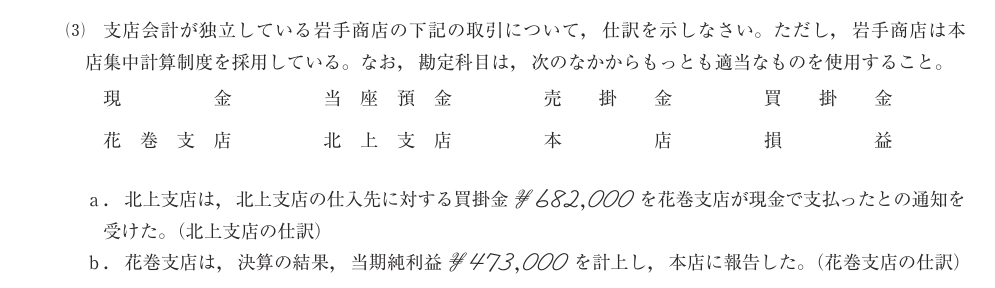 (3) 支店会計が独立している岩手商店の下記の取引について，仕訳を示しなさい。ただし，岩手商店は本
店集中計算制度を採用している。なお，勘定科目は，次のなかからもっとも適当なものを使用すること。
現金 当座預金 売掛金 買掛金
花巻支店 北上支店 本店 損益
a．北上支店は，北上支店の仕入先に対する買掛金￥682,000を花巻支店が現金で支払ったとの通知を
受けた。（北上支店の仕訳）
b．花巻支店は，決算の結果，当期純利益￥473,000を計上し，本店に報告した。（花巻支店の仕訳）